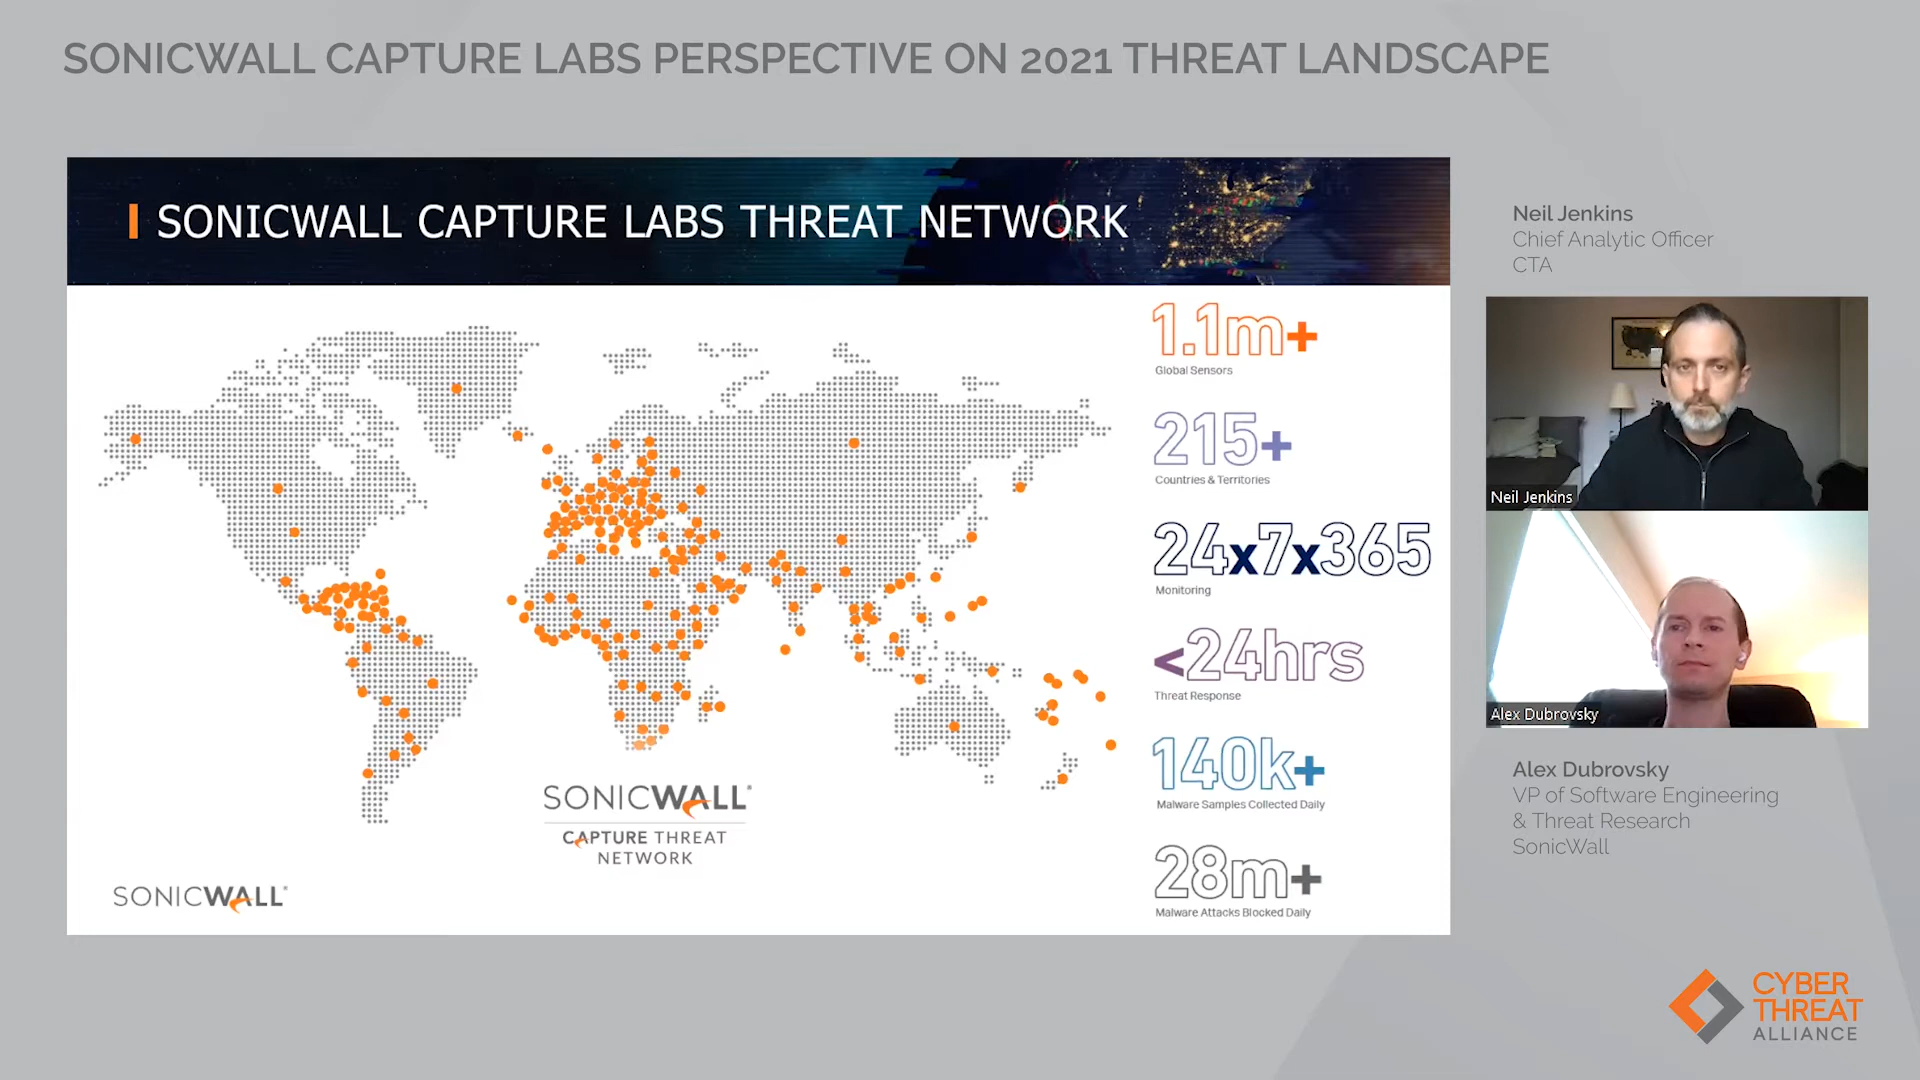 SONICWALL CAPTURE LABS PERSPECTIVE ON 2021 THREAT LANDSCAPE
SONICWALL CAPTURE LABS THREAT NETWORK
1.1m+
Global Sensors
215+
Countries & Territories
24x7x365
Monitoring
<24hrs
Threat Response
140k+
Malware Samples Collected Daily
28m+
Malware Attacks Blocked Daily
SONICWALL®
CAPTURE THREAT
NETWORK
SONICWALL®
Neil Jenkins
Chief Analytic Officer
CTA
Neil Jenkins
Alex Dubrovsky
Alex Dubrovsky
VP of Software Engineering
& Threat Research
SonicWall
CYBER
THREAT
ALLIANCE